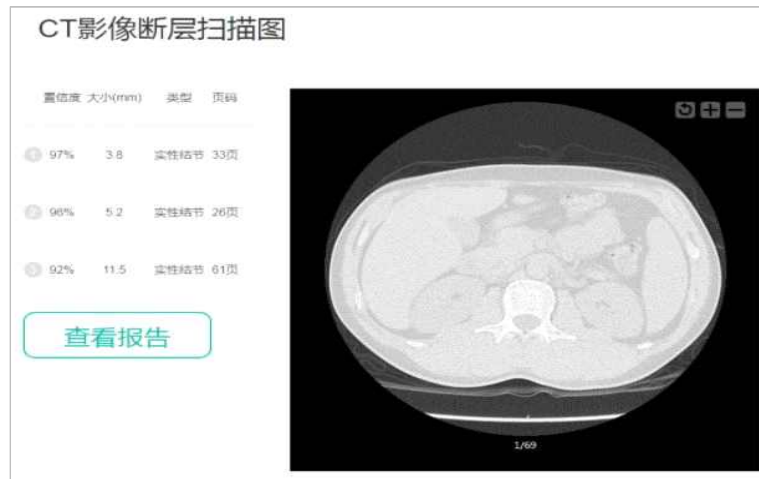 CT影像断层扫描图
置信度 大小(mm) 类型 页码
1 97% 3.8 实性结节 33页
2 96% 5.2 实性结节 26页
3 92% 11.5 实性结节 61页
查看报告
1/69